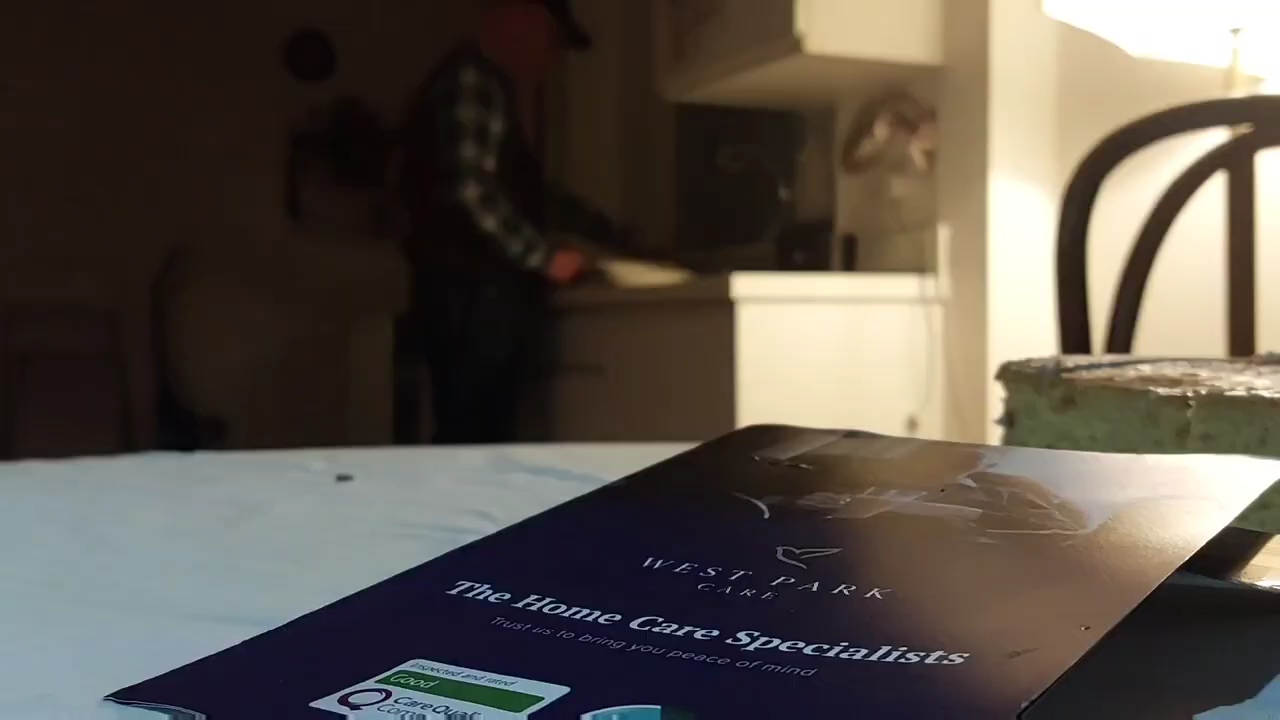 WEST PARK
CARE
The Home Care Specialists
Trust us to bring you peace of mind
Inspected and rated
Good